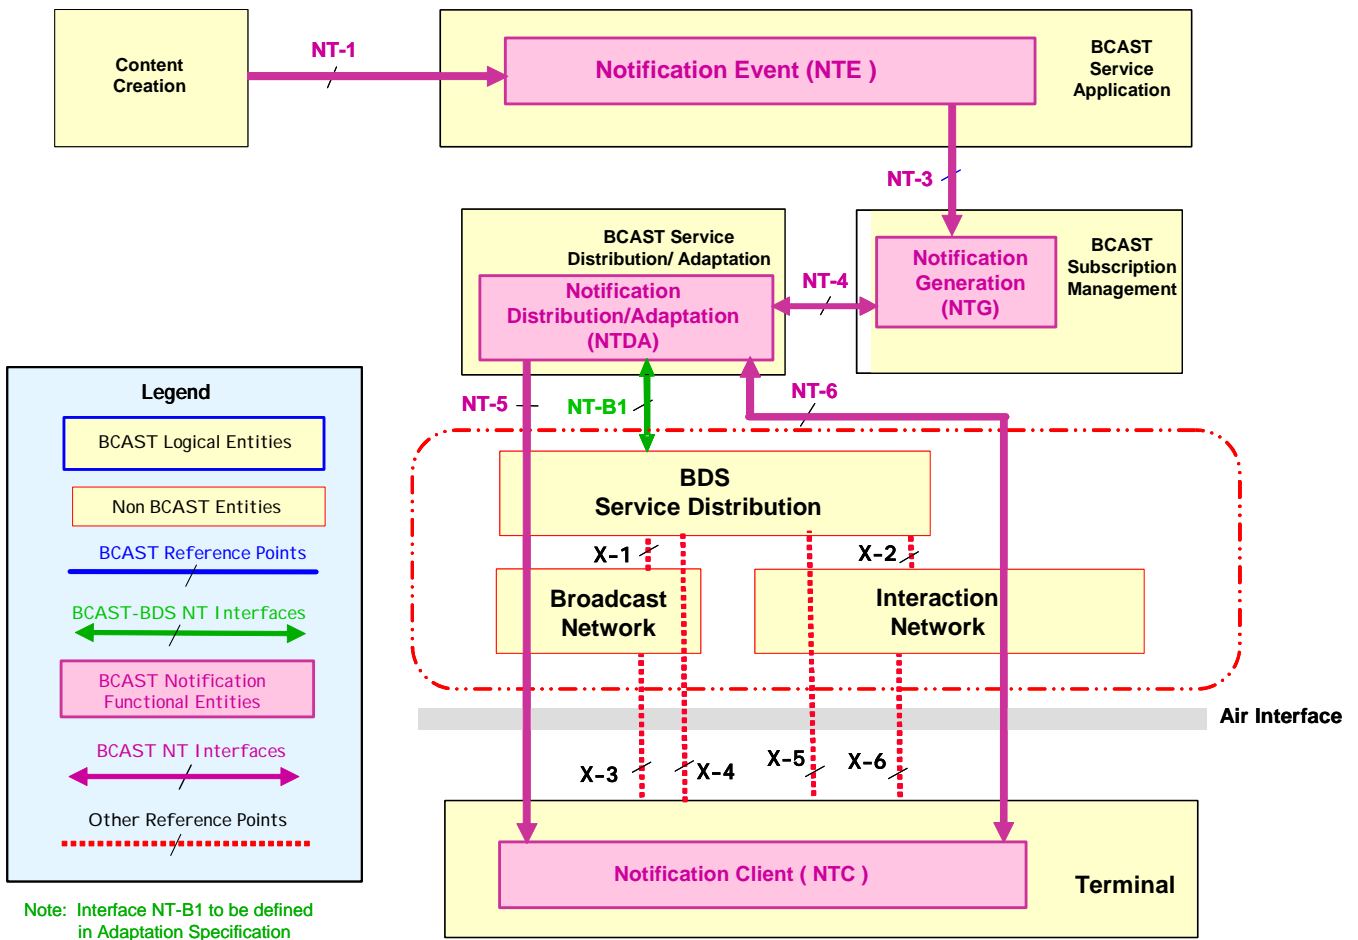 Content
Creation
NT-1
Notification Event (NTE )
BCAST
Service
Application
NT-3
BCAST Service
Distribution/ Adaptation
Notification
Distribution/Adaptation
(NTDA)
NT-4
Notification
Generation
(NTG)
BCAST
Subscription
Management
NT-5
NT-B1
NT-6
Legend
BCAST Logical Entities
Non BCAST Entities
BCAST Reference Points
BCAST-BDS NT Interfaces
BCAST Notification
Functional Entities
BCAST NT Interfaces
Other Reference Points
Note: Interface NT-B1 to be defined
in Adaptation Specification
BDS
Service Distribution
X-1
X-2
Broadcast
Network
Interaction
Network
Air Interface
X-3
X-4
X-5
X-6
Notification Client ( NTC )
Terminal